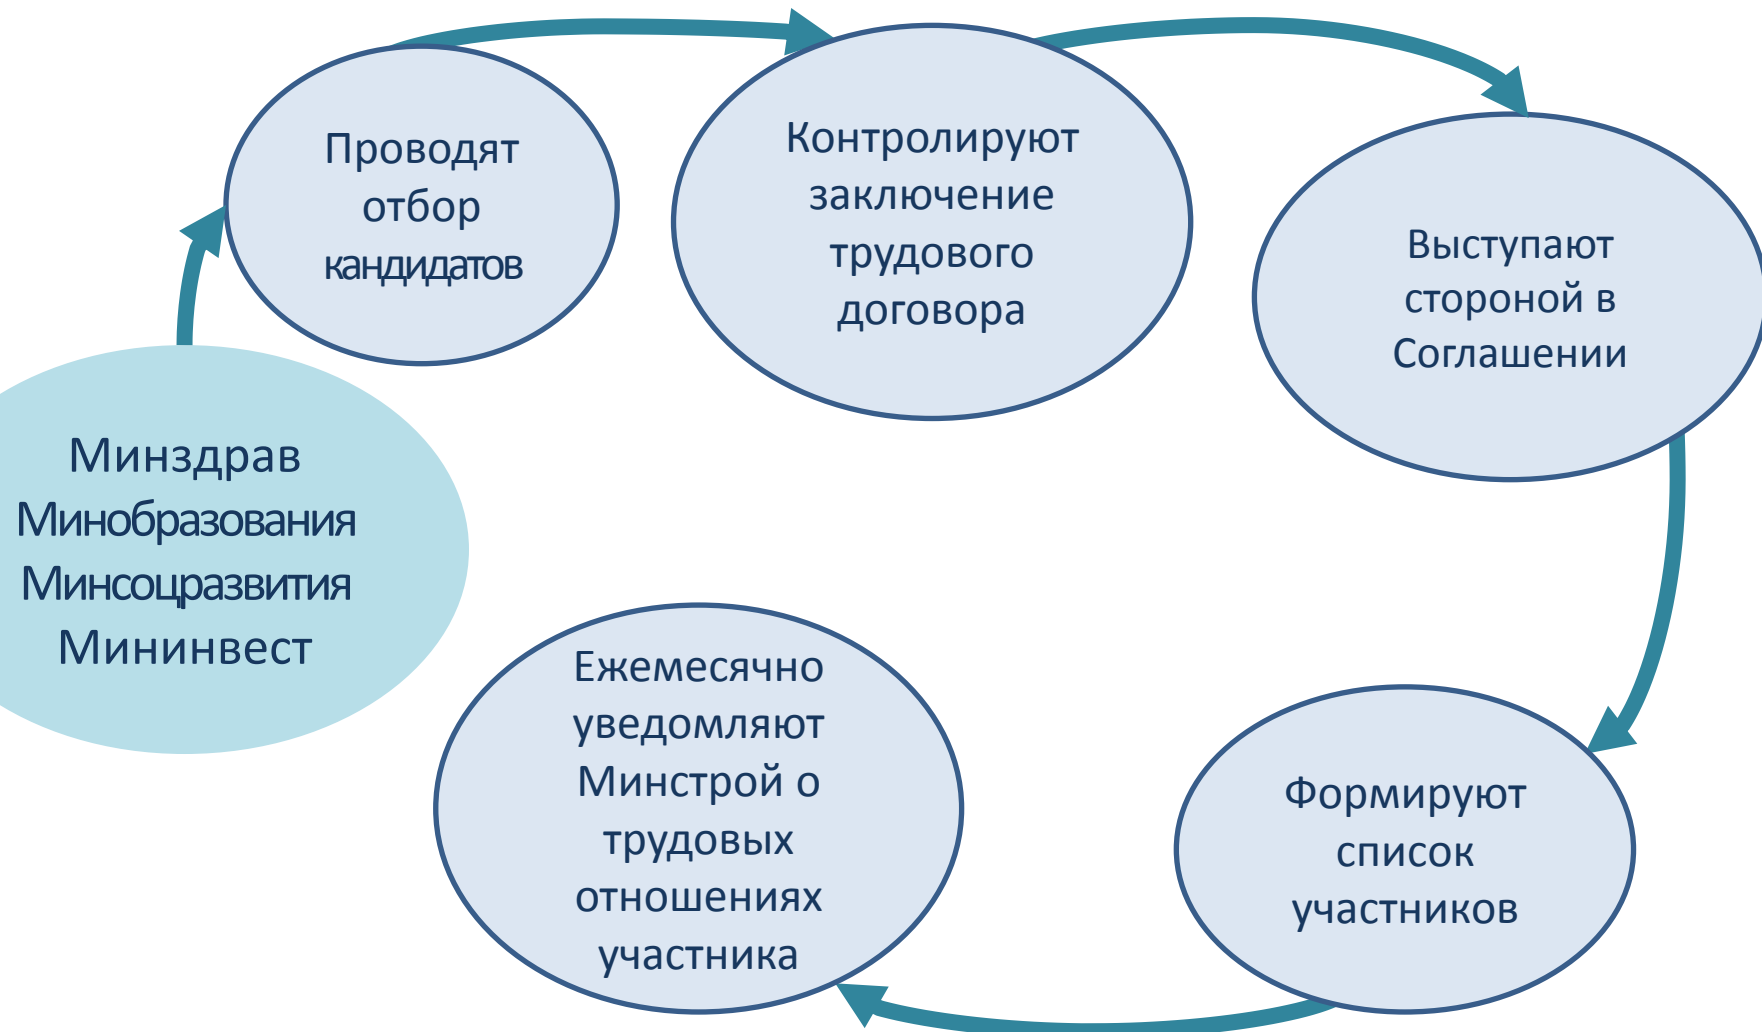 Проводят
отбор
кандидатов
Контролируют
заключение
трудового
договора
Выступают
стороной в
Соглашении
Минздрав
Минобразования
Минсоцразвития
Мининвест
Ежемесячно
уведомляют
Минстрой о
трудовых
отношениях
участника
Формируют
список
участников